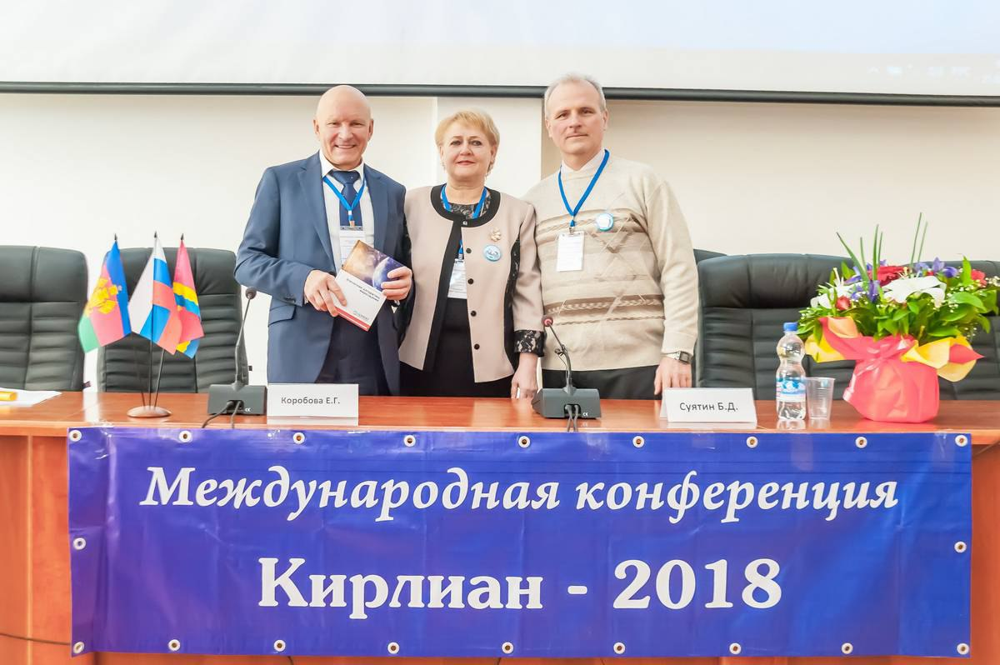 Коробова Е.Г.
Суятин Б.Д.
Международная конференция
Кирлиан - 2018